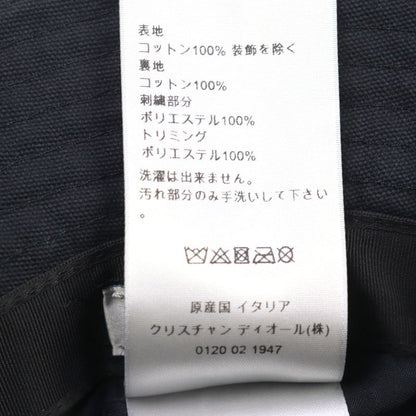 表地
コットン100% 装飾を除く
裏地
コットン100%
刺繍部分
ポリエステル100%
トリミング
ポリエステル100%
洗濯は出来ません。
汚れ部分のみ手洗いして下さい
。
原産国 イタリア
クリスチャン ディオール(株)
0120 02 1947